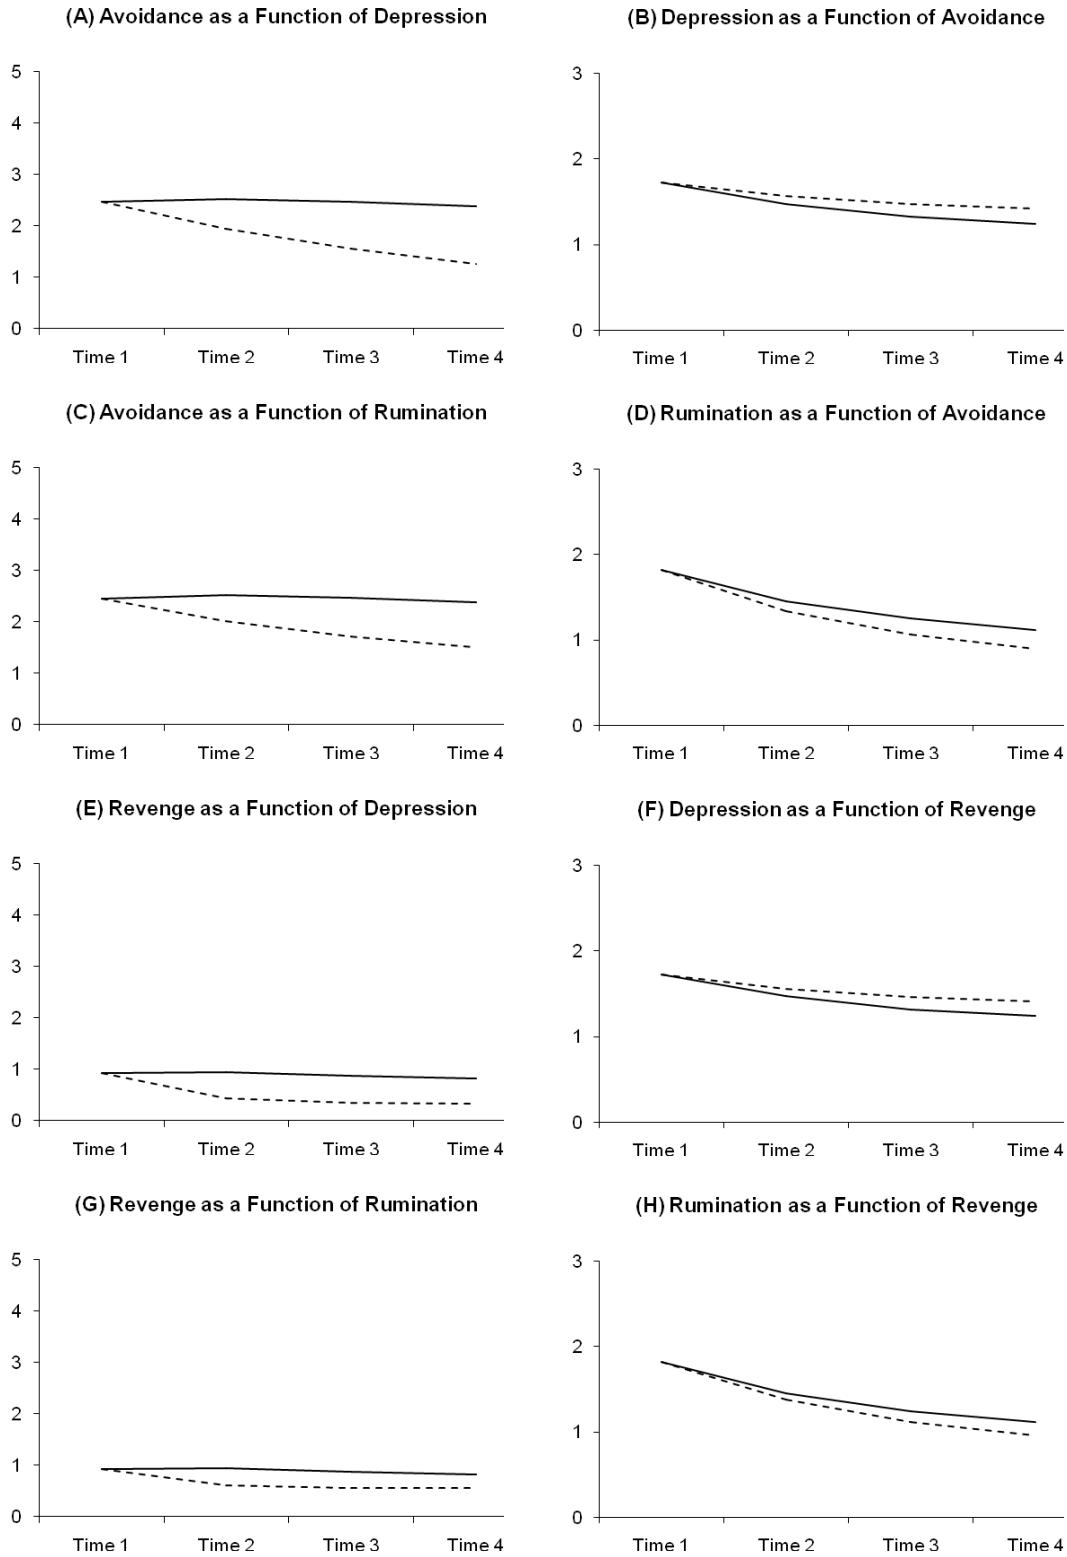 (A) Avoidance as a Function of Depression
5
4
3
2
1
0
Time 1 Time 2 Time 3 Time 4
(B) Depression as a Function of Avoidance
3
2
1
0
Time 1 Time 2 Time 3 Time 4
(C) Avoidance as a Function of Rumination
5
4
3
2
1
0
Time 1 Time 2 Time 3 Time 4
(D) Rumination as a Function of Avoidance
3
2
1
0
Time 1 Time 2 Time 3 Time 4
(E) Revenge as a Function of Depression
5
4
3
2
1
0
Time 1 Time 2 Time 3 Time 4
(F) Depression as a Function of Revenge
3
2
1
0
Time 1 Time 2 Time 3 Time 4
(G) Revenge as a Function of Rumination
5
4
3
2
1
0
Time 1 Time 2 Time 3 Time 4
(H) Rumination as a Function of Revenge
3
2
1
0
Time 1 Time 2 Time 3 Time 4